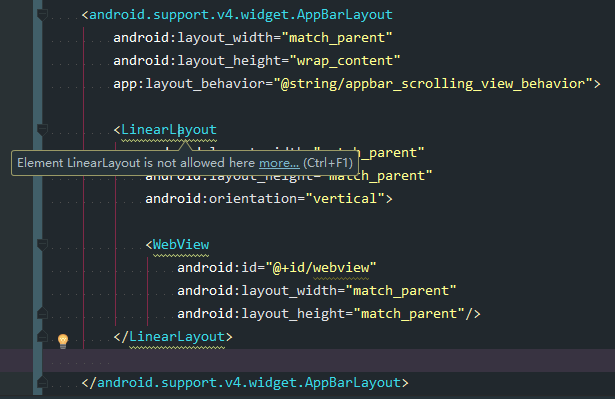 <android.support.v4.widget.AppBarLayout
android:layout_width="match_parent"
android:layout_height="wrap_content"
app:layout_behavior="@string/appbar_scrolling_view_behavior">
<LinearLayout
="match_parent"
Element LinearLayout is not allowed here more... (Ctrl+F1)
android:layout_height="match_parent"
android:orientation="vertical">
<WebView
android:id="@+id/webview"
android:layout_width="match_parent"
android:layout_height="match_parent"/>
</LinearLayout>
</android.support.v4.widget.AppBarLayout>